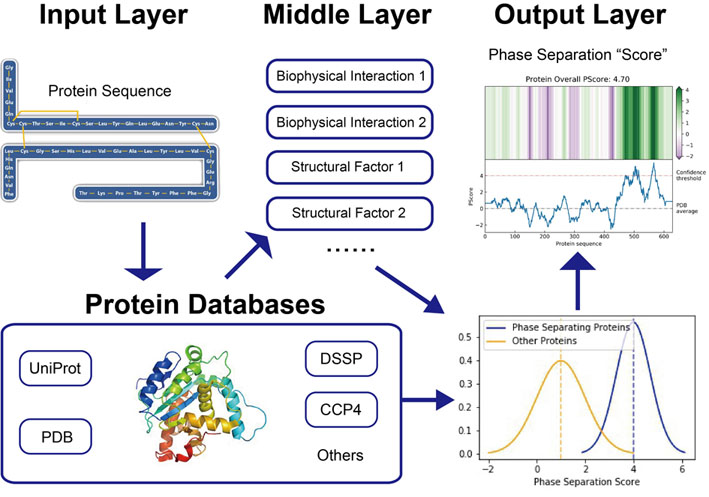 Input Layer
Middle Layer
Output Layer
Protein Sequence
Gly
Ile
Val
Glu
Gln
Cys — Cys — Thr — Ser — Ile — Cys — Ser — Leu — Tyr — Gln — Leu — Glu — Asn — Tyr — Cys — Asn
Leu — Cys — Gly — Ser — His — Leu — Val — Glu — Ala — Leu — Tyr — Leu — Val — Cys
His
Gln
Asn
Val
Phe
Gly
Glu
Arg
Thr — Lys — Pro — Thr — Tyr — Phe — Phe — Gly
Biophysical Interaction 1
Biophysical Interaction 2
Structural Factor 1
Structural Factor 2
......
Phase Separation “Score”
Protein Overall PScore: 4.70
4
3
2
1
0
−1
−2
PScore
4
2
0
−2
Confidence
threshold
PDB
average
0 100 200 300 400 500 600
Protein sequence
Protein Databases
UniProt
PDB
DSSP
CCP4
Others
Phase Separating Proteins
Other Proteins
0.5
0.4
0.3
0.2
0.1
0.0
−2 0 2 4 6
Phase Separation Score